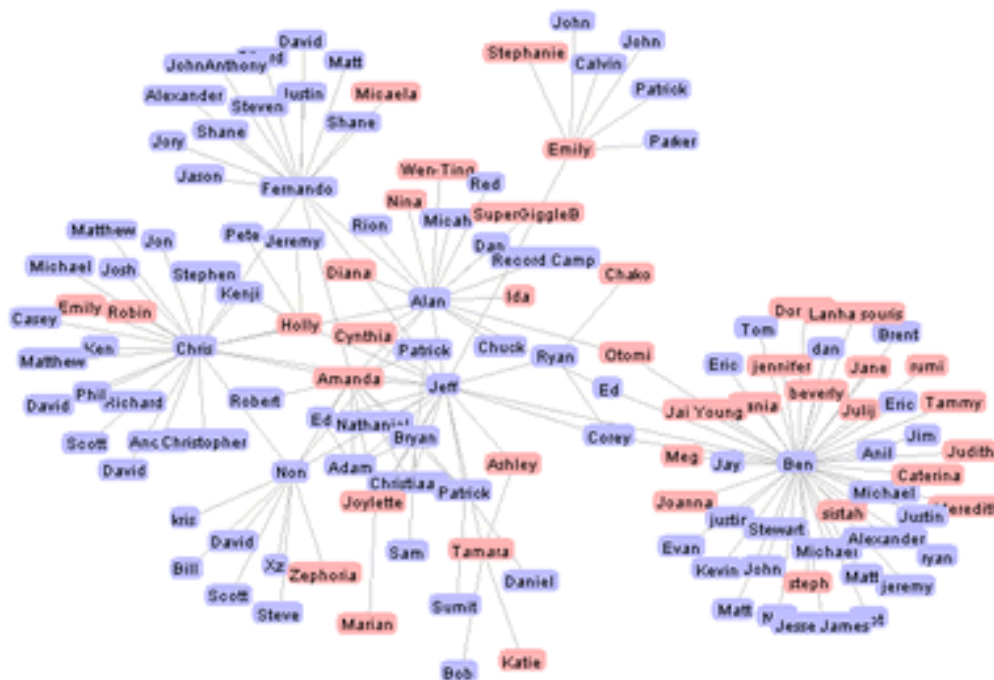 John
David
John
Stephanie
Calvin
JohnAnthony
Matt
Patrick
Alexander
Justin
Micaela
Steven
Shane
Shane
Parker
Jory
Emily
Jason
Fernando
Wen-Ting
Red
Nina
Micah
SuperGiggleB
Rion
Matthew
Jon
Pete
Jeremy
Dan
Record Camp
Michael
Josh
Stephen
Diana
Chako
Kenji
Alan
Ida
Emily
Robin
Casey
Holly
Cynthia
Dor
Lanha
souris
Tom
Brent
Ken
Chris
Patrick
Chuck
Ryan
Otomi
dan
Matthew
Eric
jennifer
Jane
rumi
Amanda
Jeff
Ed
David
Phil
Richard
Robert
beverly
Jai Young
Julij
Eric
Tammy
Scott
Christopher
Ed
Nathaniel
Bryan
Corey
Jim
David
Non
Adam
Ashley
Meg
Jay
Ben
Anil
Judith
Christiaa
Patrick
Caterina
Joylette
Joanna
Michael
Meredith
kris
justin
Stewart
sistah
Justin
David
Sam
Tamara
Evan
Michael
Alexander
ryan
Bill
Xz
Zephoria
Daniel
Kevin
John
steph
Matt
jeremy
Scott
Steve
Sumit
Matt
Marian
Jesse
James
Katie
Bob